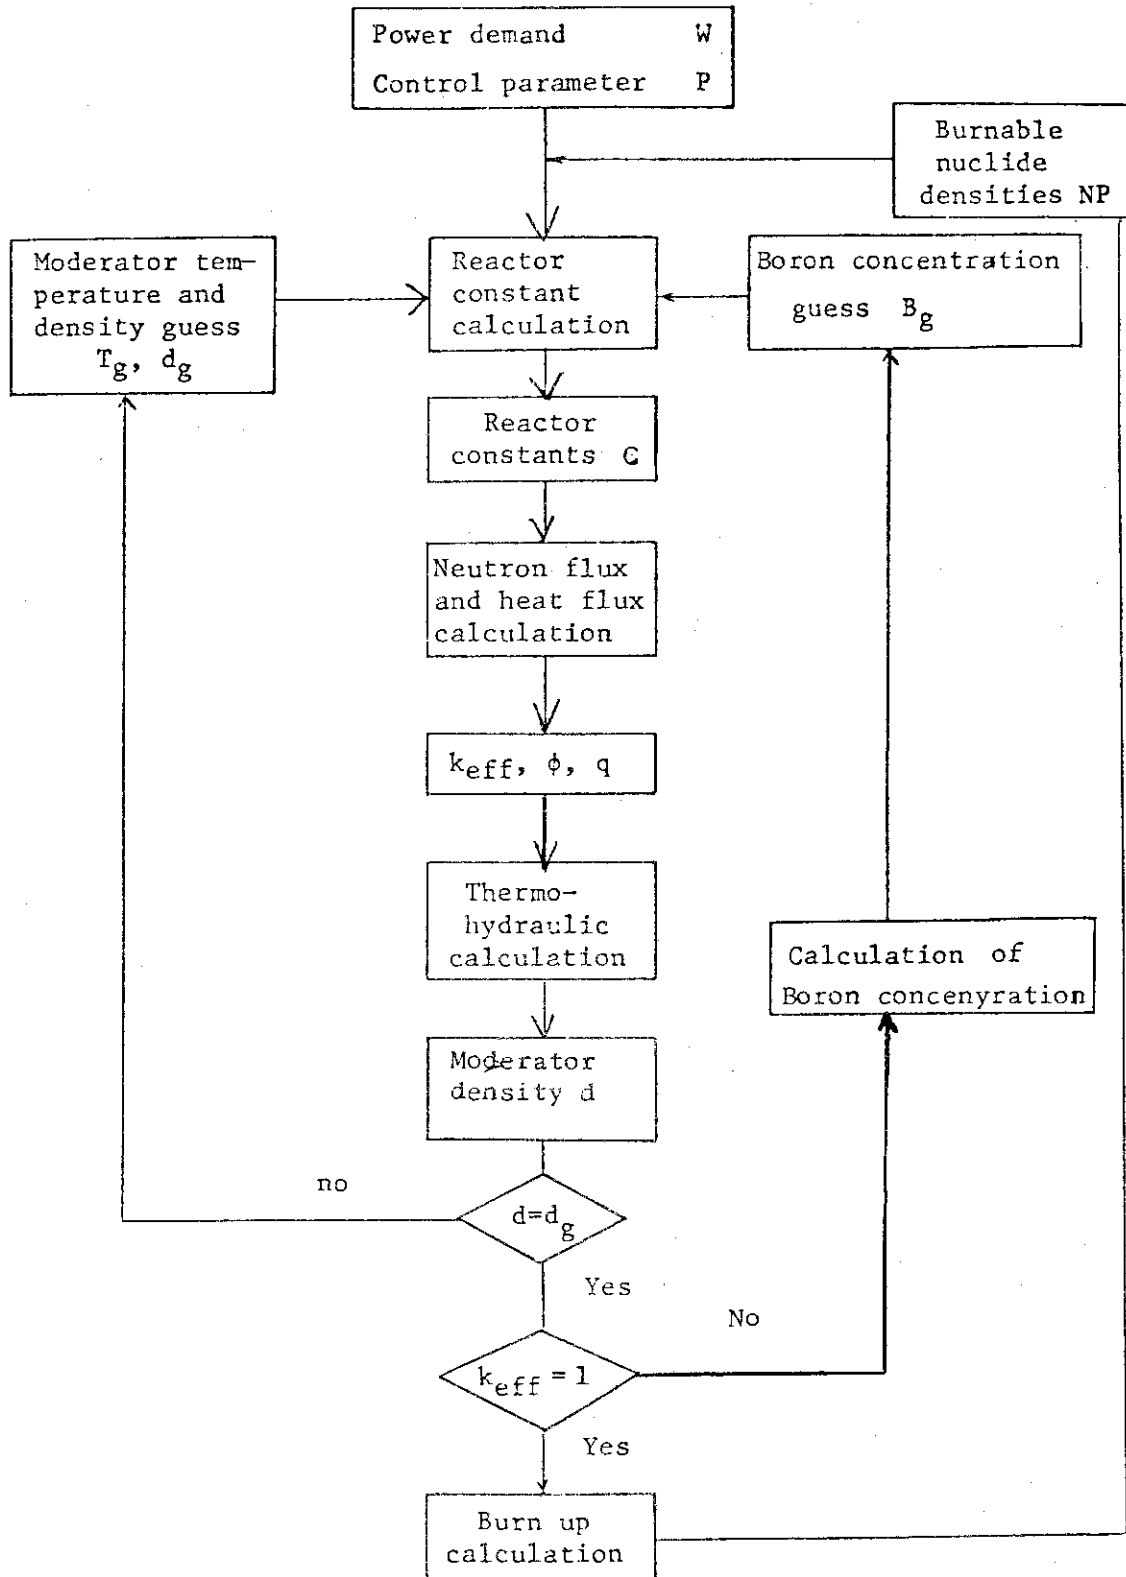 Power demand W
Control parameter P
Burnable
nuclide
densities NP
Moderator tem-
perature and
density guess
Tg, dg
Reactor
constant
calculation
Boron concentration
guess Bg
Reactor
constants C
Neutron flux
and heat flux
calculation
keff, ϕ, q
Thermo-
hydraulic
calculation
Calculation of
Boron concenyration
Moderator
density d
no
d=dg
Yes
No
keff = 1
Yes
Burn up
calculation